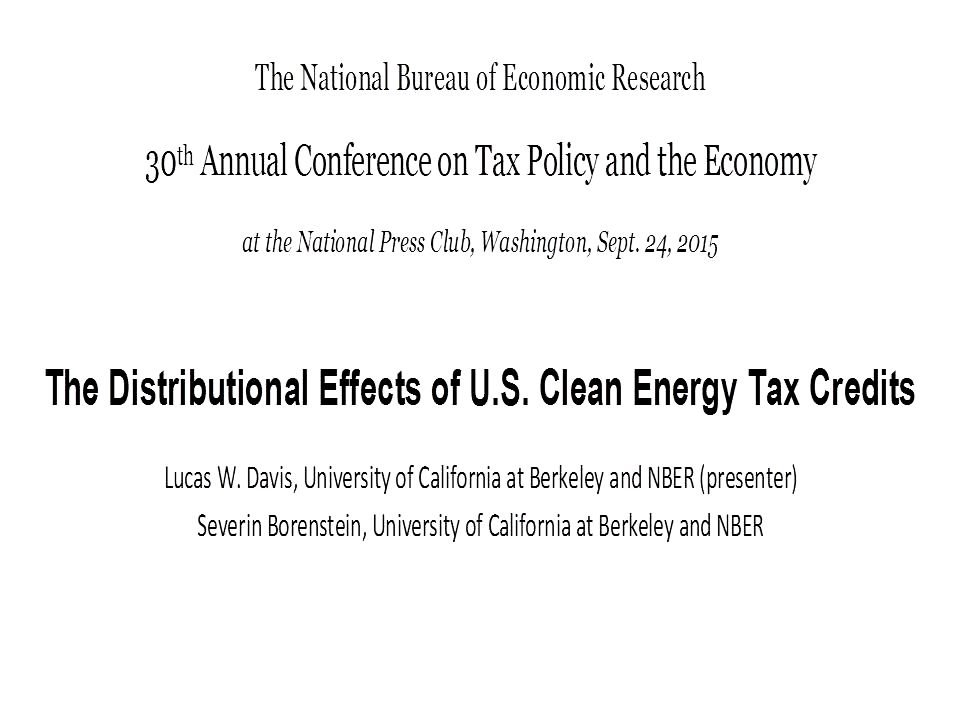 The National Bureau of Economic Research
30th Annual Conference on Tax Policy and the Economy
at the National Press Club, Washington, Sept. 24, 2015
The Distributional Effects of U.S. Clean Energy Tax Credits
Lucas W. Davis, University of California at Berkeley and NBER (presenter)
Severin Borenstein, University of California at Berkeley and NBER